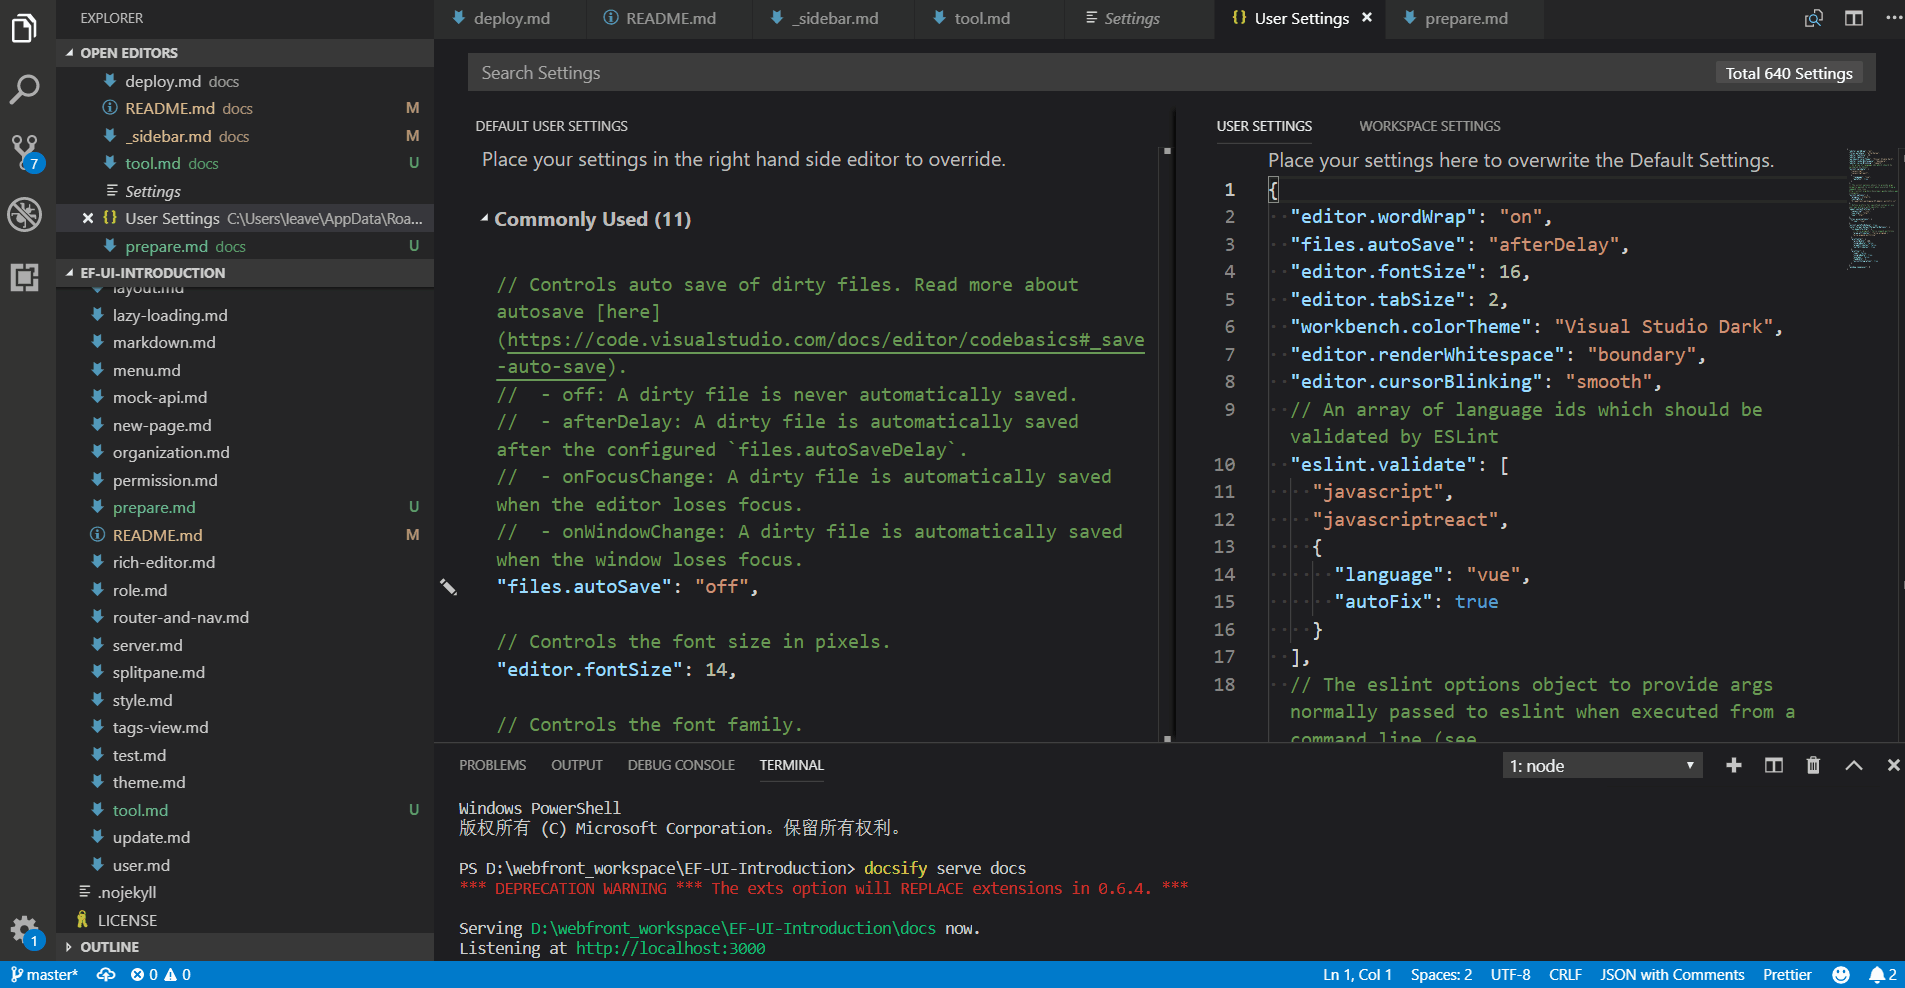 EXPLORER
OPEN EDITORS
deploy.md docs
README.md docs M
_sidebar.md docs M
tool.md docs U
Settings
User Settings C:\Users\leave\AppData\Roa...
prepare.md docs U
EF-UI-INTRODUCTION
layout.md
lazy-loading.md
markdown.md
menu.md
mock-api.md
new-page.md
organization.md
permission.md
prepare.md U
README.md M
rich-editor.md
role.md
router-and-nav.md
server.md
splitpane.md
style.md
tags-view.md
test.md
theme.md
tool.md U
update.md
user.md
.nojekyll
LICENSE
OUTLINE
7
1
deploy.md README.md _sidebar.md tool.md Settings {} User Settings prepare.md
Search Settings
Total 640 Settings
DEFAULT USER SETTINGS
Place your settings in the right hand side editor to override.
Commonly Used (11)
// Controls auto save of dirty files. Read more about
autosave [here]
(https://code.visualstudio.com/docs/editor/codebasics#_save
-auto-save).
//  - off: A dirty file is never automatically saved.
//  - afterDelay: A dirty file is automatically saved
after the configured `files.autoSaveDelay`.
//  - onFocusChange: A dirty file is automatically saved
when the editor loses focus.
//  - onWindowChange: A dirty file is automatically saved
when the window loses focus.
"files.autoSave": "off",
// Controls the font size in pixels.
"editor.fontSize": 14,
// Controls the font family.
USER SETTINGS WORKSPACE SETTINGS
Place your settings here to overwrite the Default Settings.
1 {
2 "editor.wordWrap": "on",
3 "files.autoSave": "afterDelay",
4 "editor.fontSize": 16,
5 "editor.tabSize": 2,
6 "workbench.colorTheme": "Visual Studio Dark",
7 "editor.renderWhitespace": "boundary",
8 "editor.cursorBlinking": "smooth",
9 // An array of language ids which should be
validated by ESLint
10 "eslint.validate": [
11 "javascript",
12 "javascriptreact",
13 {
14 "language": "vue",
15 "autoFix": true
16 }
17 ],
18 // The eslint options object to provide args
normally passed to eslint when executed from a
command line (see
PROBLEMS OUTPUT DEBUG CONSOLE TERMINAL
1: node
Windows PowerShell
版权所有 (C) Microsoft Corporation。保留所有权利。
PS D:\webfront_workspace\EF-UI-Introduction> docsify serve docs
*** DEPRECATION WARNING *** The exts option will REPLACE extensions in 0.6.4. ***
Serving D:\webfront_workspace\EF-UI-Introduction\docs now.
Listening at http://localhost:3000
master* 0 0 Ln 1, Col 1 Spaces: 2 UTF-8 CRLF JSON with Comments Prettier 2